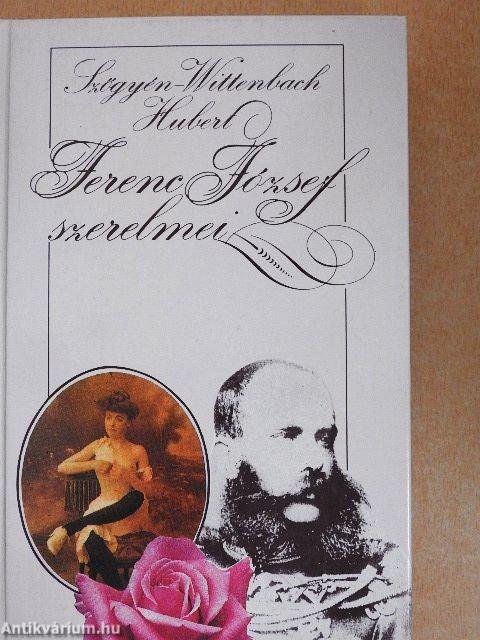 Szögyén-Wittenbach
Hubert
Ferenc József
szerelmei
Antikvárium.hu